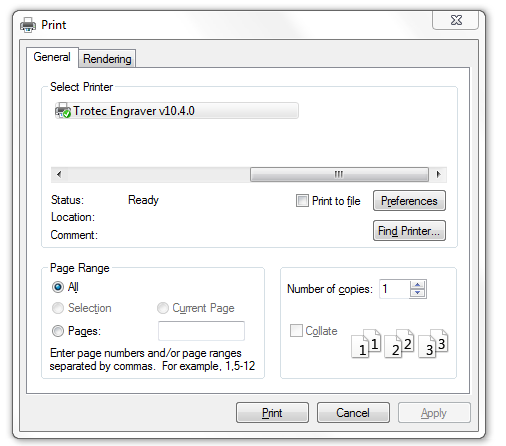 Print
General
Rendering
Select Printer
Trotec Engraver v10.4.0
Status: Ready
Print to file
Preferences
Location:
Comment:
Find Printer...
Page Range
All
Selection
Current Page
Pages:
Enter page numbers and/or page ranges
separated by commas. For example, 1,5-12
Number of copies: 1
Collate
1 1 2 2 3 3
Print
Cancel
Apply